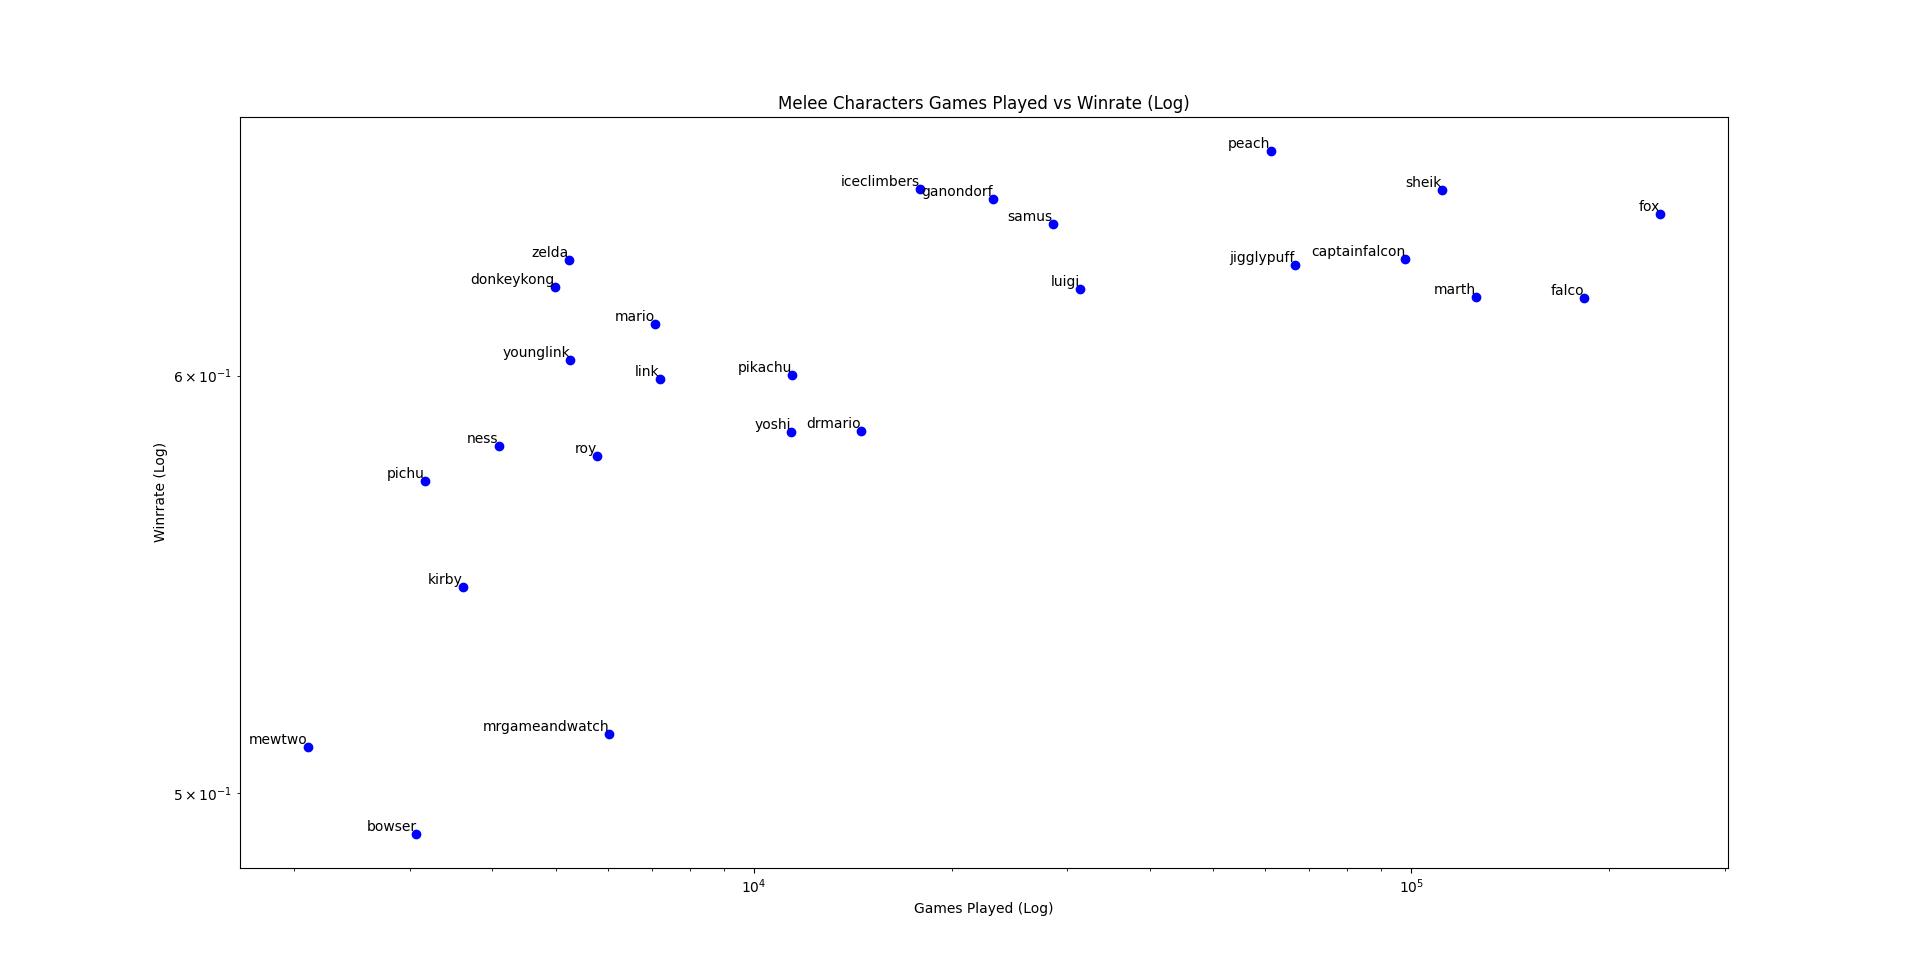 Melee Characters Games Played vs Winrate (Log)
peach
iceclimbers
sheik
ganondorf
fox
samus
zelda
captainfalcon
jigglypuff
donkeykong
luigi
marth
falco
mario
younglink
pikachu
link
6 × 10⁻¹
yoshi
drmario
ness
roy
pichu
Winrrate (Log)
kirby
mrgameandwatch
mewtwo
5 × 10⁻¹
bowser
10⁴
10⁵
Games Played (Log)